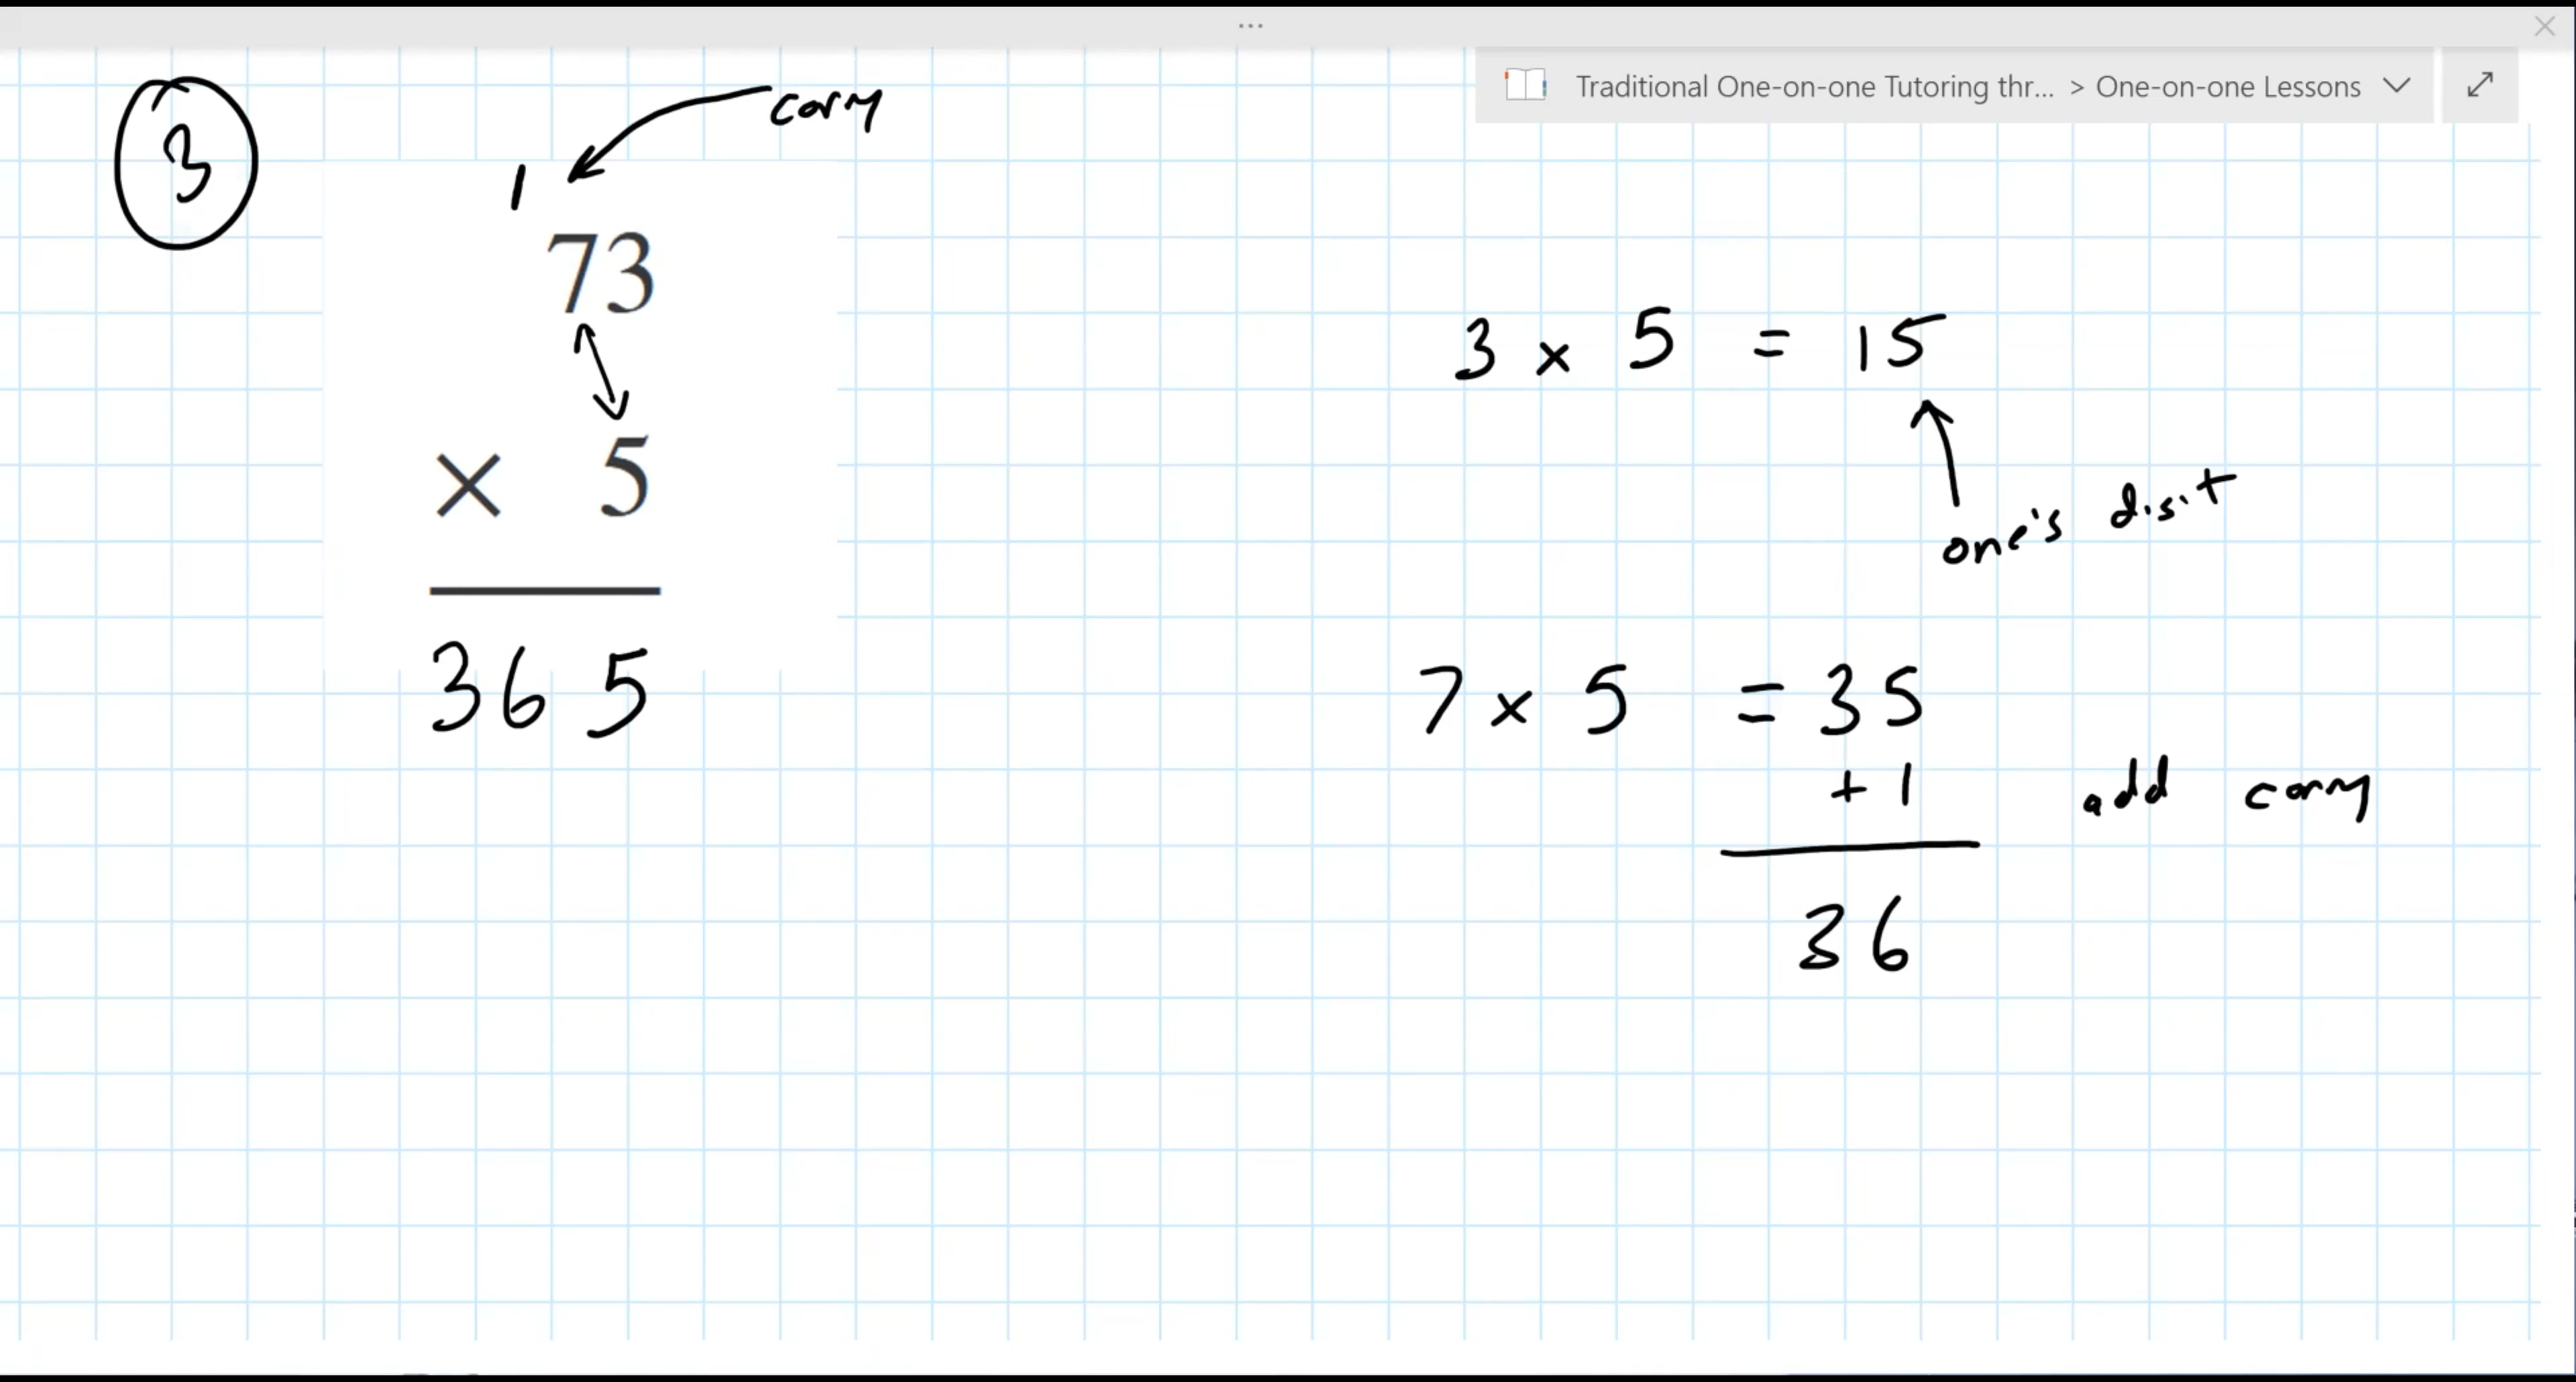 ...
Traditional One-on-one Tutoring thr... > One-on-one Lessons
3
carry
1
73
× 5
365
3 × 5 = 15
one's digit
7 × 5 = 35
+ 1 add carry
36